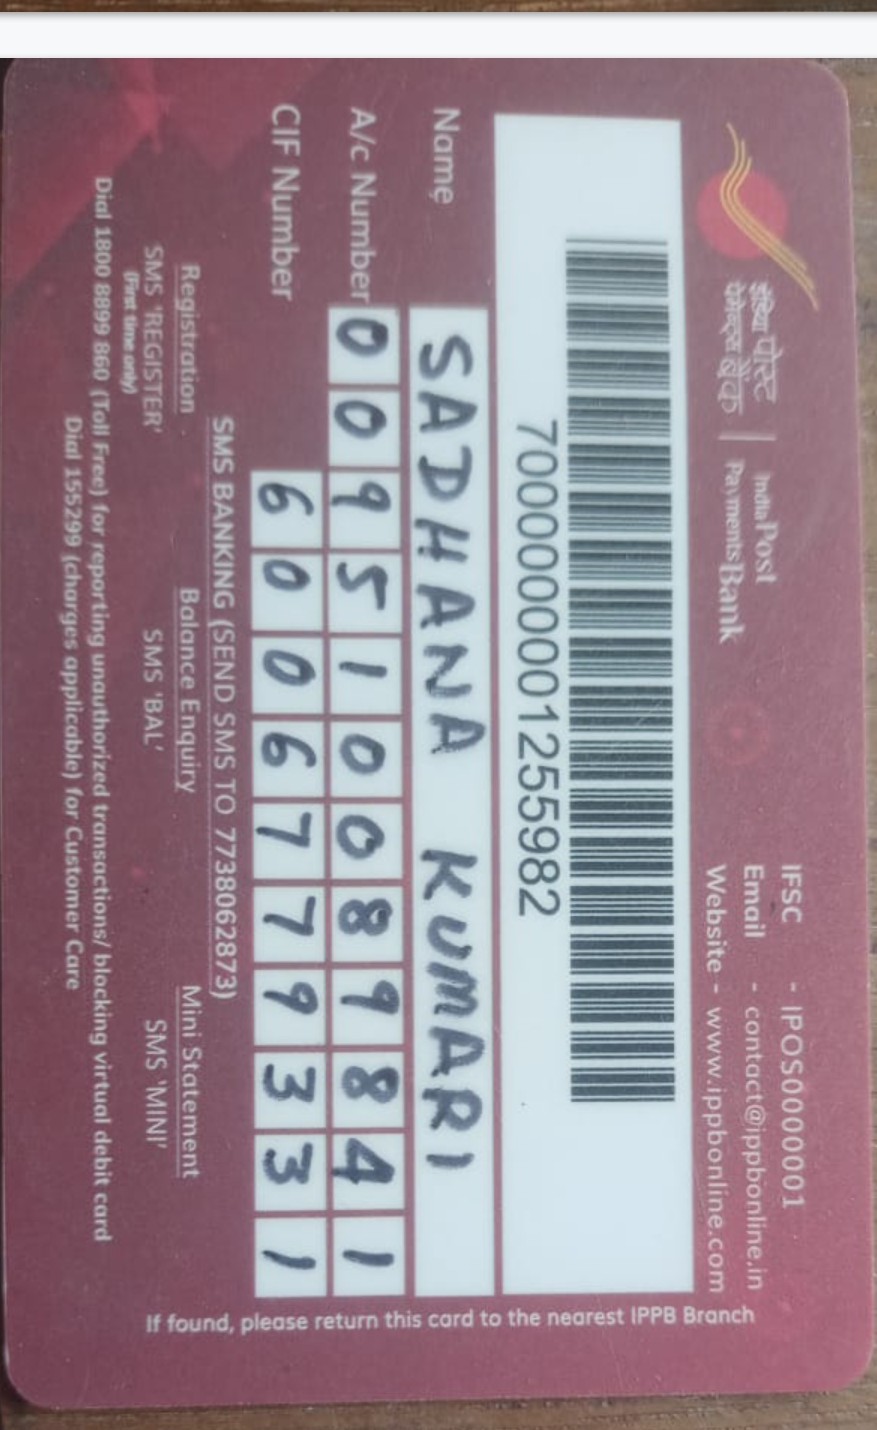 इंडिया पोस्ट | India Post
पेमेन्ट्स बैंक | Payments Bank
IFSC - IPOS0000001
Email - contact@ippbonline.in
Website - www.ippbonline.com
7000000001255982
Name SADHANA KUMARI
A/c Number 009510089841
CIF Number 6006779331
SMS BANKING (SEND SMS TO 7738062873)
Registration Balance Enquiry Mini Statement
SMS 'REGISTER' SMS 'BAL' SMS 'MINI'
(First time only)
Dial 1800 8899 860 (Toll Free) for reporting unauthorized transactions/ blocking virtual debit card
Dial 155299 (charges applicable) for Customer Care
If found, please return this card to the nearest IPPB Branch